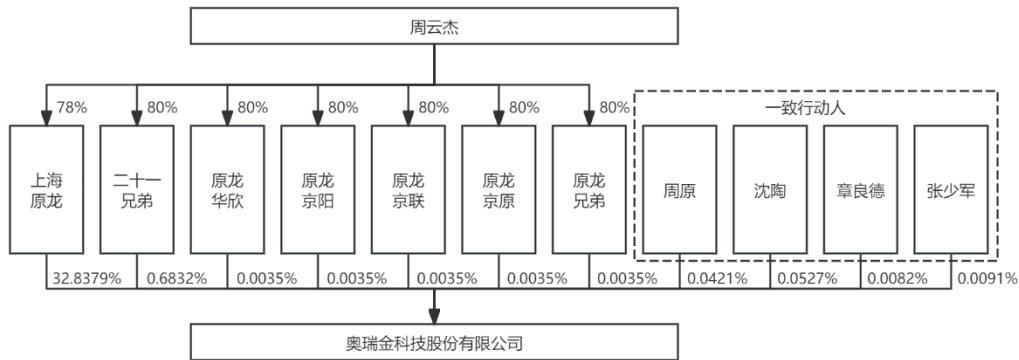 周云杰
78%
80%
80%
80%
80%
80%
80%
一致行动人
上海
原龙
二十一
兄弟
原龙
华欣
原龙
京阳
原龙
京联
原龙
京原
原龙
兄弟
周原
沈陶
章良德
张少军
32.8379%
0.6832%
0.0035%
0.0035%
0.0035%
0.0035%
0.0035%
0.0421%
0.0527%
0.0082%
0.0091%
奥瑞金科技股份有限公司